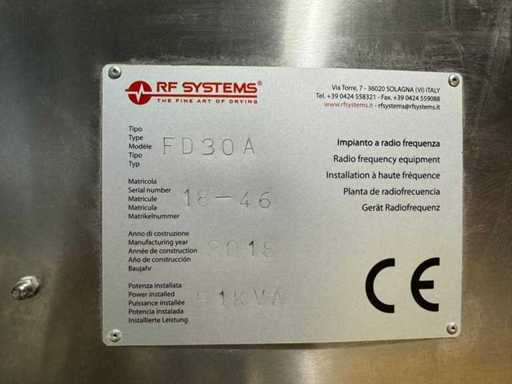 RF SYSTEMS®
THE FINE ART OF DRYING
Via Torre, 7 - 36020 SOLAGNA (VI) ITALY
Tel. +39 0424 558321 - Fax. +39 0424 559088
www.rfsystems.it - rfsystems@rfsystems.it
Tipo
Type
Modèle
Tipo
Typ
FD30A
Impianto a radio frequenza
Radio frequency equipment
Installation à haute fréquence
Planta de radiofrecuencia
Gerät Radiofrequenz
Matricola
Serial number
Matricule
Matricula
Matrikelnummer
18-46
Anno di costruzione
Manufacturing year
Année de construction
Año de construcción
Baujahr
2018
Potenza installata
Power installed
Puissance installée
Potencia instalada
Installierte Leistung
51KVA
CE